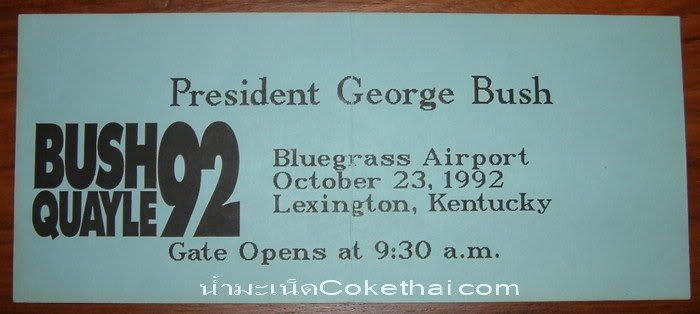 President George Bush
BUSH
QUAYLE
92
Bluegrass Airport
October 23, 1992
Lexington, Kentucky
Gate Opens at 9:30 a.m.
น้ำมะเน็ดCokethai.com